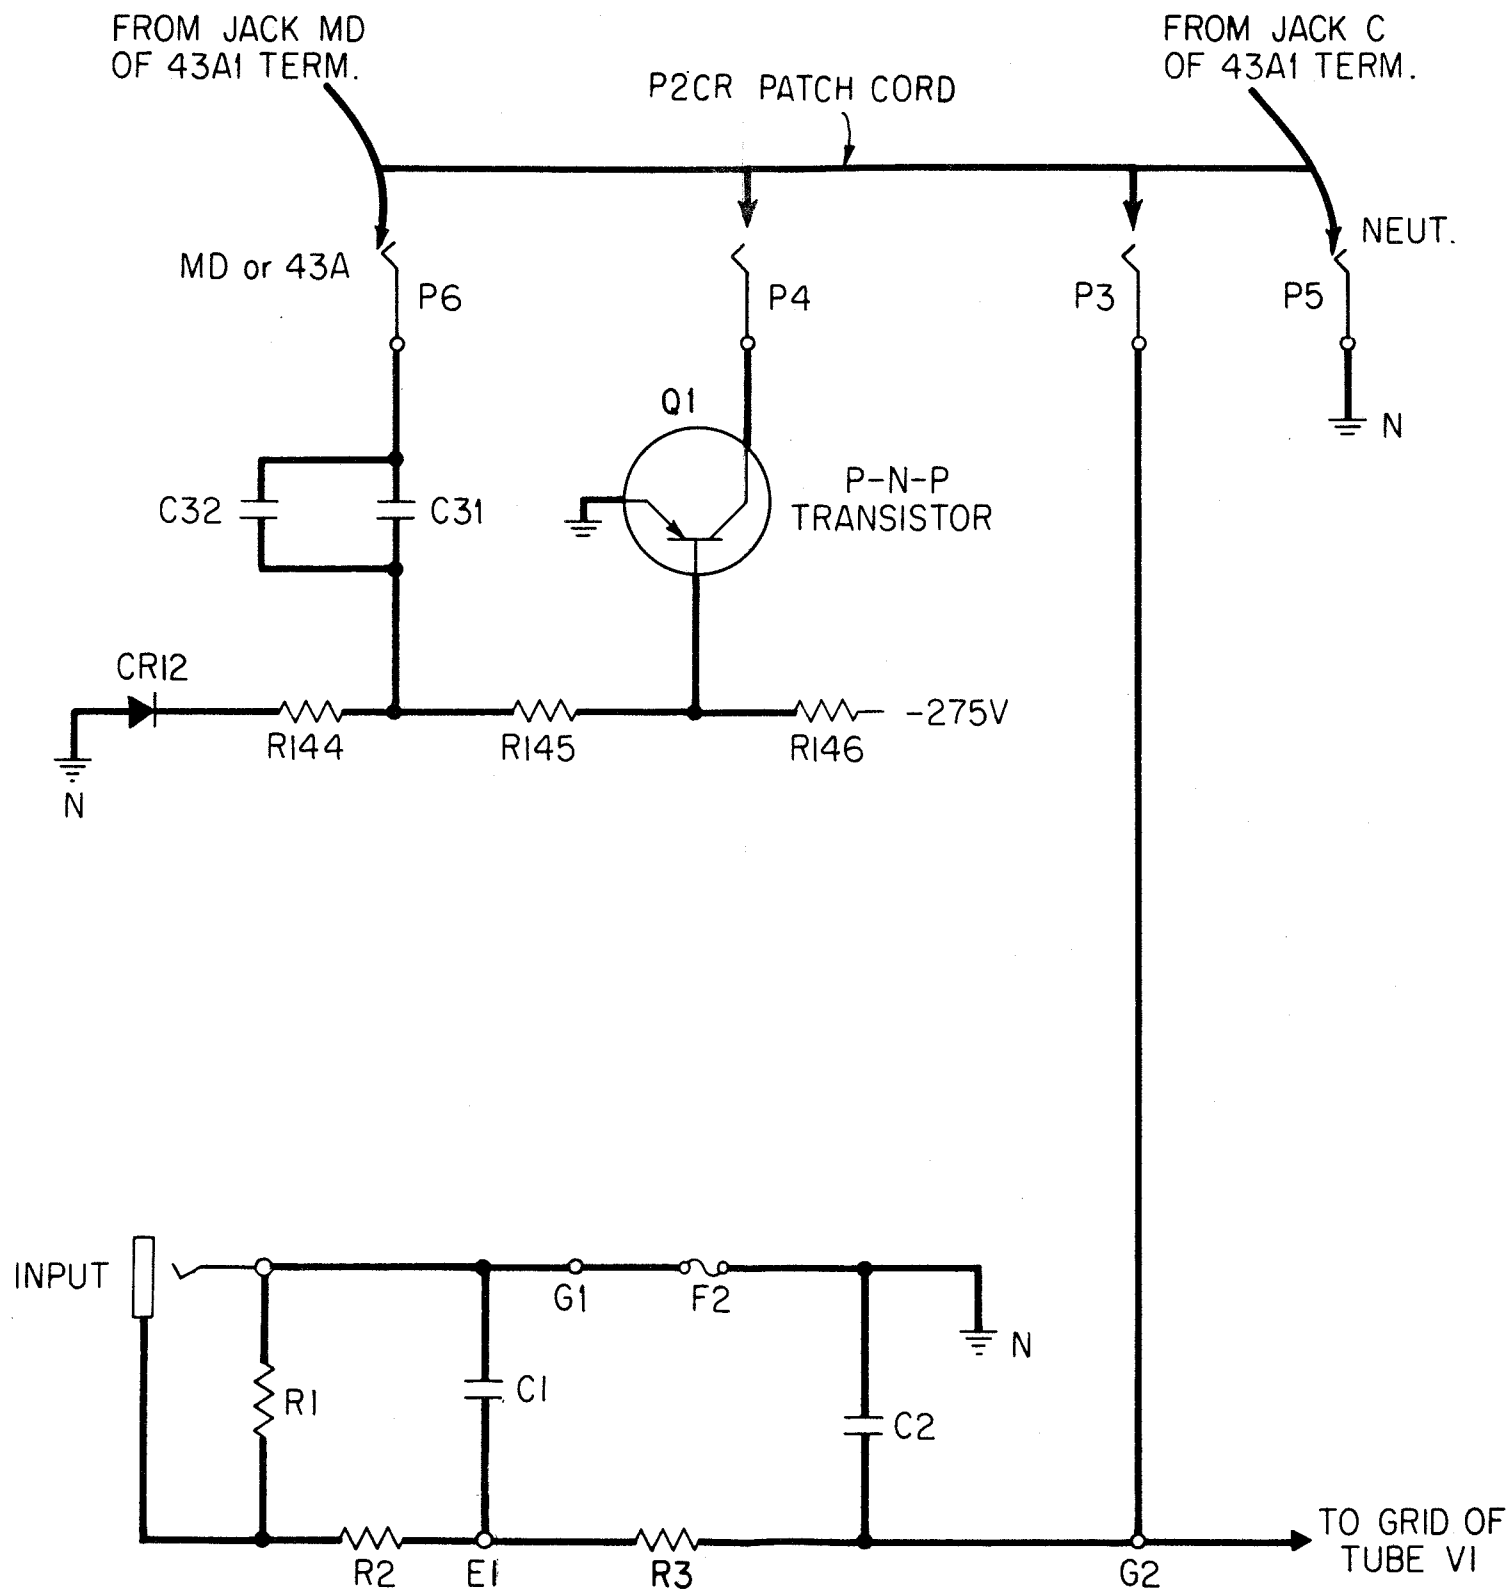 FROM JACK MD
OF 43A1 TERM.
FROM JACK C
OF 43A1 TERM.
P2CR PATCH CORD
NEUT.
MD or 43A
P6
P4
P3
P5
Q1
N
P-N-P
TRANSISTOR
C32
C31
CR12
R144
R145
R146
-275V
N
INPUT
G1
F2
N
R1
C1
C2
R2
E1
R3
G2
TO GRID OF
TUBE V1